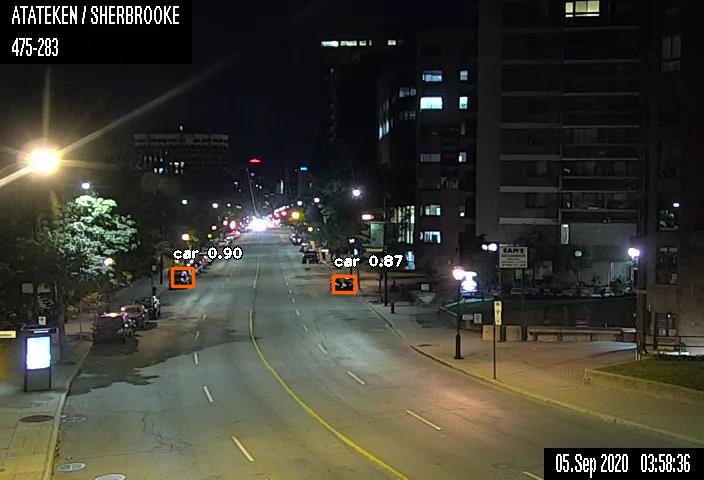 ATATEKEN / SHERBROOKE
475-283
car 0.90
car 0.87
05.Sep 2020 03:58:36